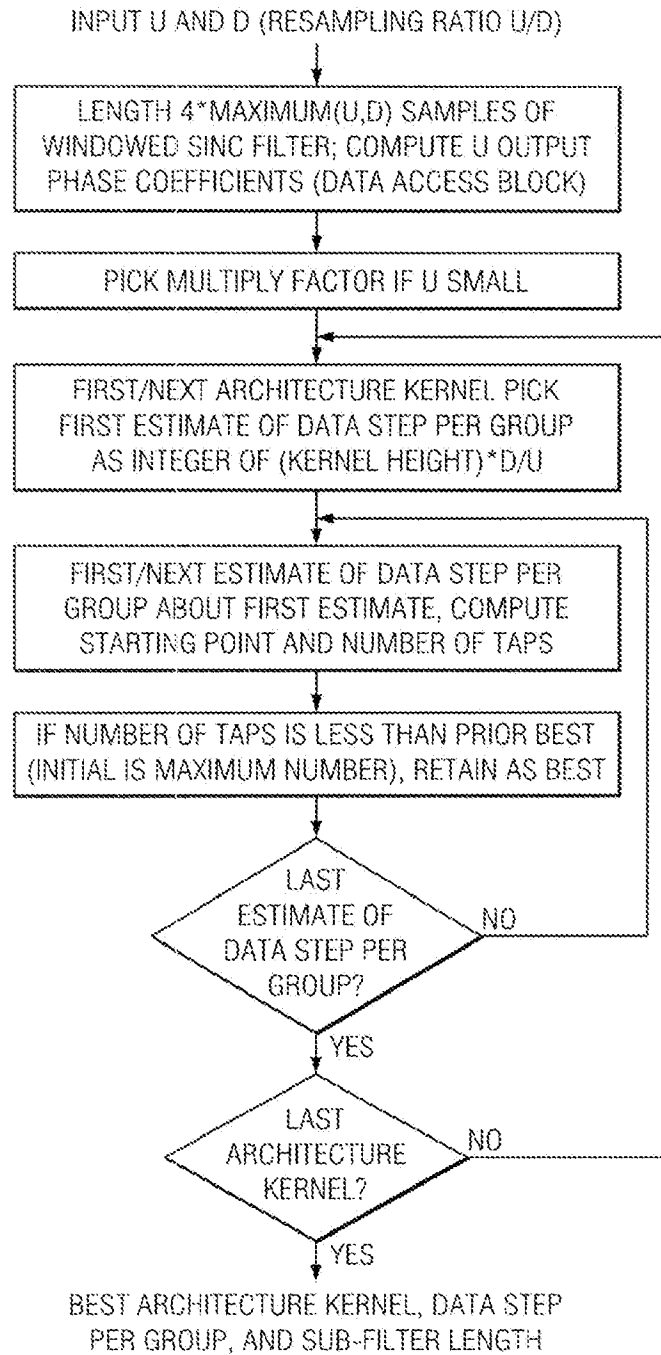 INPUT U AND D (RESAMPLING RATIO U/D)
LENGTH 4*MAXIMUM(U,D) SAMPLES OF
WINDOWED SINC FILTER; COMPUTE U OUTPUT
PHASE COEFFICIENTS (DATA ACCESS BLOCK)
PICK MULTIPLY FACTOR IF U SMALL
FIRST/NEXT ARCHITECTURE KERNEL PICK
FIRST ESTIMATE OF DATA STEP PER GROUP
AS INTEGER OF (KERNEL HEIGHT)*D/U
FIRST/NEXT ESTIMATE OF DATA STEP PER
GROUP ABOUT FIRST ESTIMATE, COMPUTE
STARTING POINT AND NUMBER OF TAPS
IF NUMBER OF TAPS IS LESS THAN PRIOR BEST
(INITIAL IS MAXIMUM NUMBER), RETAIN AS BEST
LAST
ESTIMATE OF
DATA STEP PER
GROUP?
NO
YES
LAST
ARCHITECTURE
KERNEL?
NO
YES
BEST ARCHITECTURE KERNEL, DATA STEP
PER GROUP, AND SUB-FILTER LENGTH